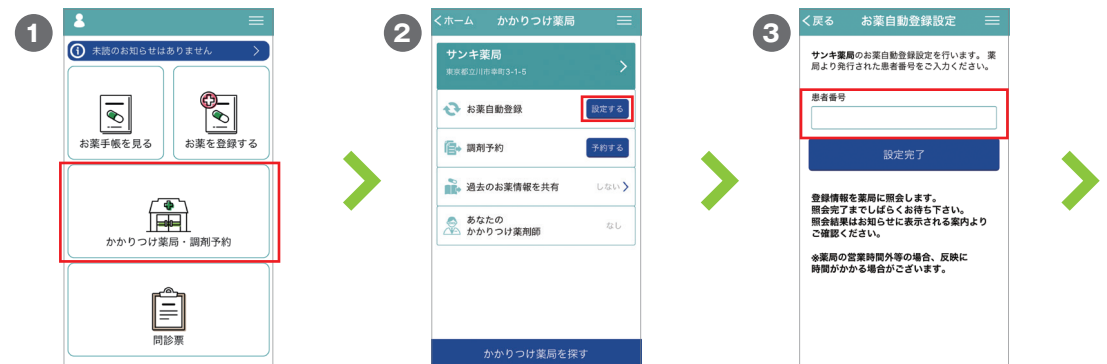 1
未読のお知らせはありません
お薬手帳を見る
お薬を登録する
かかりつけ薬局・調剤予約
問診票
2
ホーム
かかりつけ薬局
サンキ薬局
東京都立川市幸町3-1-5
お薬自動登録
設定する
調剤予約
予約する
過去のお薬情報を共有
しない
あなたの
かかりつけ薬剤師
なし
かかりつけ薬局を探す
3
戻る
お薬自動登録設定
サンキ薬局のお薬自動登録設定を行います。 薬
局より発行された患者番号をご入力ください。
患者番号
設定完了
登録情報を薬局に照会します。
照会完了までしばらくお待ち下さい。
照会結果はお知らせに表示される案内より
ご確認ください。
※薬局の営業時間外等の場合、反映に
時間がかかる場合がございます。